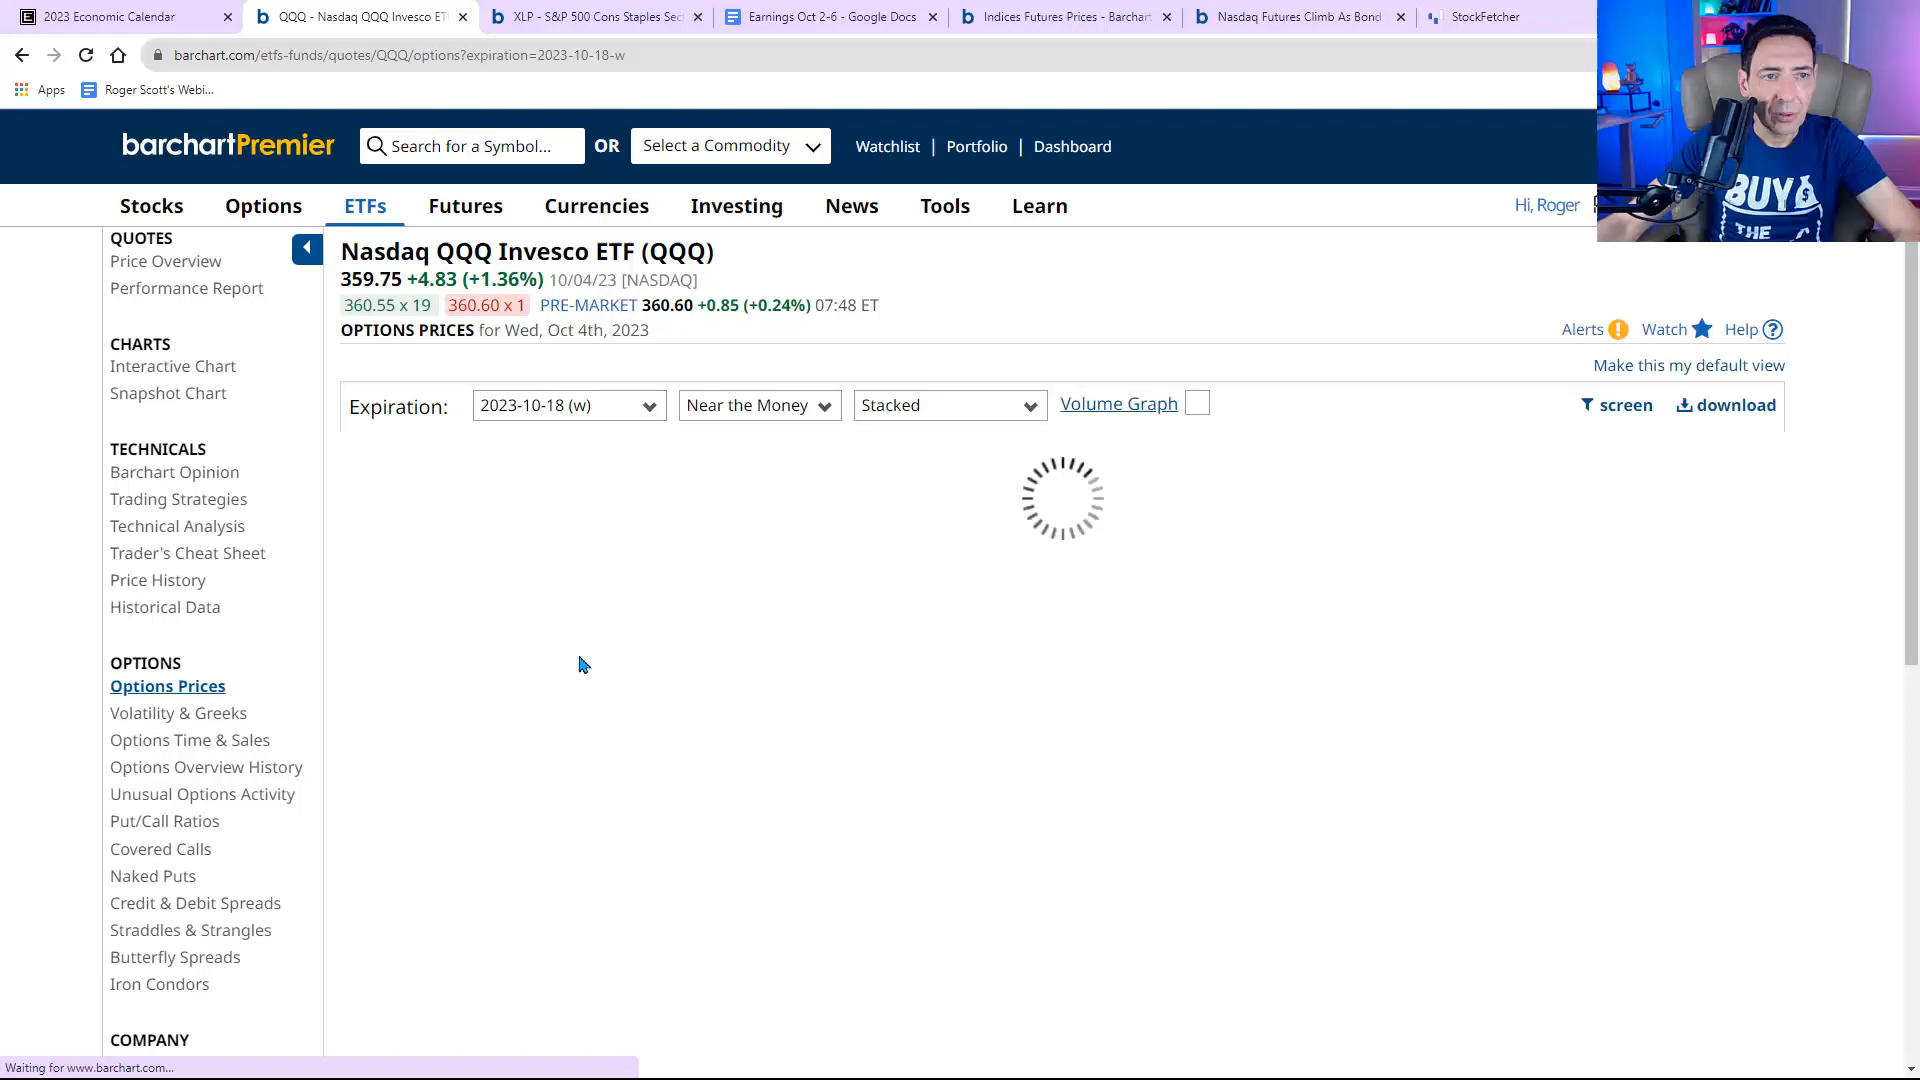 2023 Economic Calendar
QQQ - Nasdaq QQQ Invesco ET
XLP - S&P 500 Cons Staples Sec
Earnings Oct 2-6 - Google Docs
Indices Futures Prices - Barchart
Nasdaq Futures Climb As Bond
StockFetcher
barchart.com/etfs-funds/quotes/QQQ/options?expiration=2023-10-18-w
Apps
Roger Scott's Webi...
barchartPremier
Search for a Symbol...
OR
Select a Commodity
Watchlist | Portfolio | Dashboard
Stocks Options ETFs Futures Currencies Investing News Tools Learn
Hi, Roger
BUY
THE
QUOTES
Price Overview
Performance Report
CHARTS
Interactive Chart
Snapshot Chart
TECHNICALS
Barchart Opinion
Trading Strategies
Technical Analysis
Trader's Cheat Sheet
Price History
Historical Data
OPTIONS
Options Prices
Volatility & Greeks
Options Time & Sales
Options Overview History
Unusual Options Activity
Put/Call Ratios
Covered Calls
Naked Puts
Credit & Debit Spreads
Straddles & Strangles
Butterfly Spreads
Iron Condors
COMPANY
Nasdaq QQQ Invesco ETF (QQQ)
359.75 +4.83 (+1.36%) 10/04/23 [NASDAQ]
360.55 x 19 360.60 x 1 PRE-MARKET 360.60 +0.85 (+0.24%) 07:48 ET
OPTIONS PRICES for Wed, Oct 4th, 2023
Alerts Watch Help
Make this my default view
Expiration: 2023-10-18 (w) Near the Money Stacked Volume Graph
screen download
Waiting for www.barchart.com...